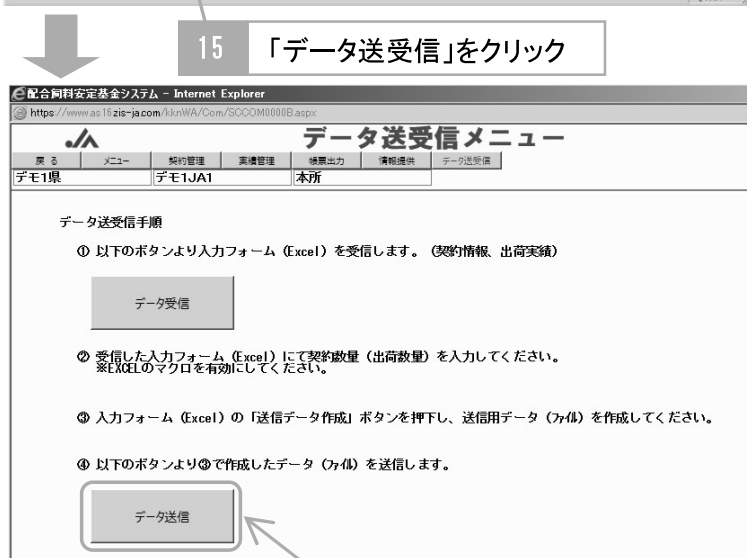 15 「データ送受信」をクリック
配合飼料安定基金システム - Internet Explorer
https://www.as16zis-ja.com/kknWA/Com/SCCOM0000B.aspx
JA データ送受信メニュー
戻る メニュー 契約管理 実績管理 帳票出力 情報提供 データ送受信
デモ1県 デモ1JA1 本所
データ送受信手順
① 以下のボタンより入力フォーム（Excel）を受信します。（契約情報、出荷実績）
データ受信
② 受信した入力フォーム（Excel）にて契約数量（出荷数量）を入力してください。
※EXCELのマクロを有効にしてください。
③ 入力フォーム（Excel）の「送信データ作成」ボタンを押下し、送信用データ（ﾌｧｲﾙ）を作成してください。
④ 以下のボタンより③で作成したデータ（ﾌｧｲﾙ）を送信します。
データ送信